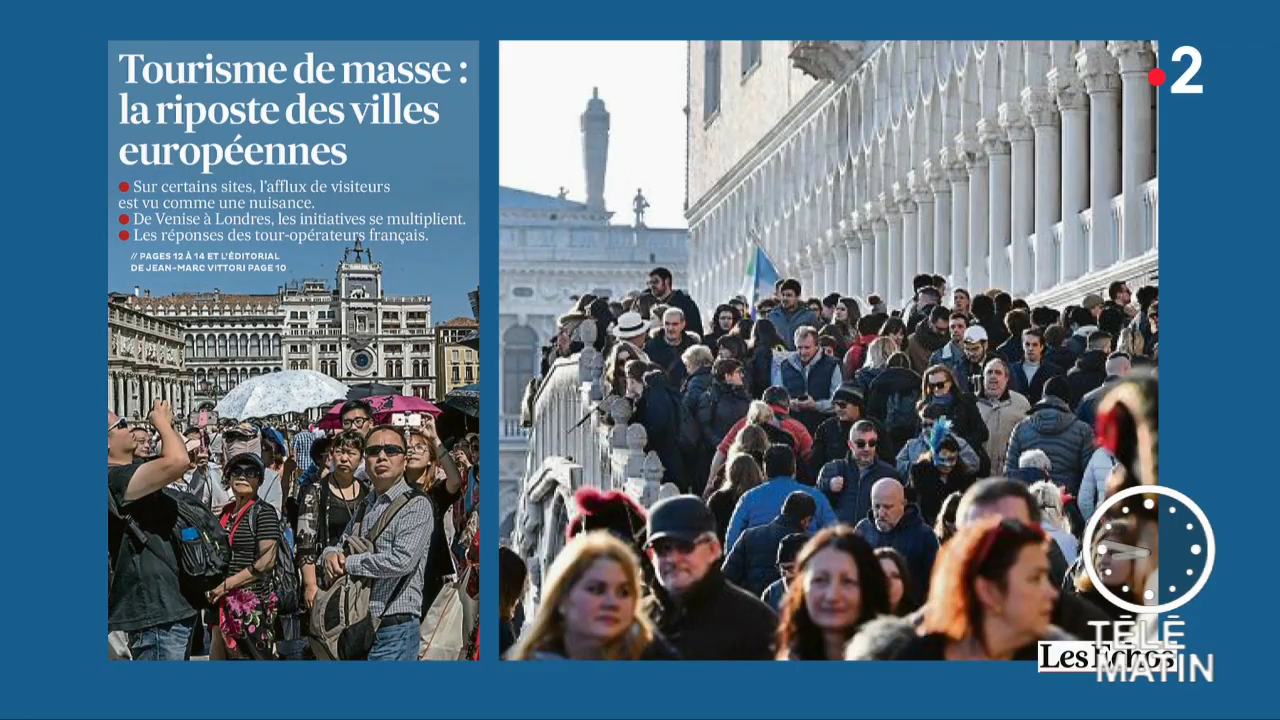 Tourisme de masse :
la riposte des villes
européennes
● Sur certains sites, l'afflux de visiteurs
est vu comme une nuisance.
● De Venise à Londres, les initiatives se multiplient.
● Les réponses des tour-opérateurs français.
// PAGES 12 À 14 ET L'ÉDITORIAL
DE JEAN-MARC VITTORI PAGE 10
2
Les Echos
TÉLÉ
MATIN